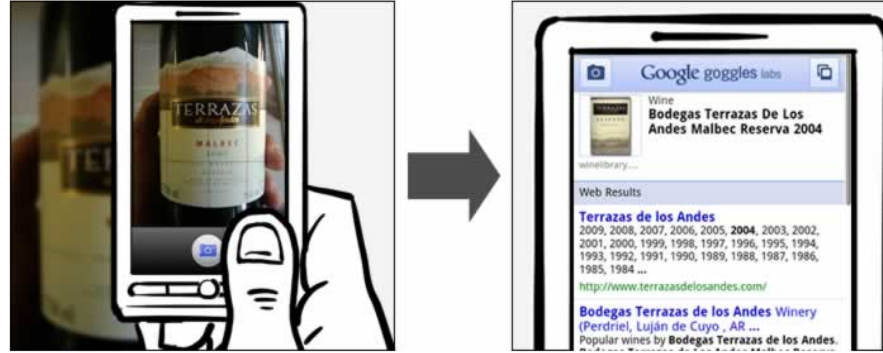 TERRAZAS
de los Andes
MALBEC
Google goggles labs
Wine
Bodegas Terrazas De Los
Andes Malbec Reserva 2004
winelibrary....
Web Results
Terrazas de los Andes
2009, 2008, 2007, 2006, 2005, 2004, 2003, 2002,
2001, 2000, 1999, 1998, 1997, 1996, 1995, 1994,
1993, 1992, 1991, 1990, 1989, 1988, 1987, 1986,
1985, 1984 ...
http://www.terrazasdelosandes.com/
Bodegas Terrazas de los Andes Winery
(Perdriel, Luján de Cuyo , AR ...
Popular wines by Bodegas Terrazas de los Andes.